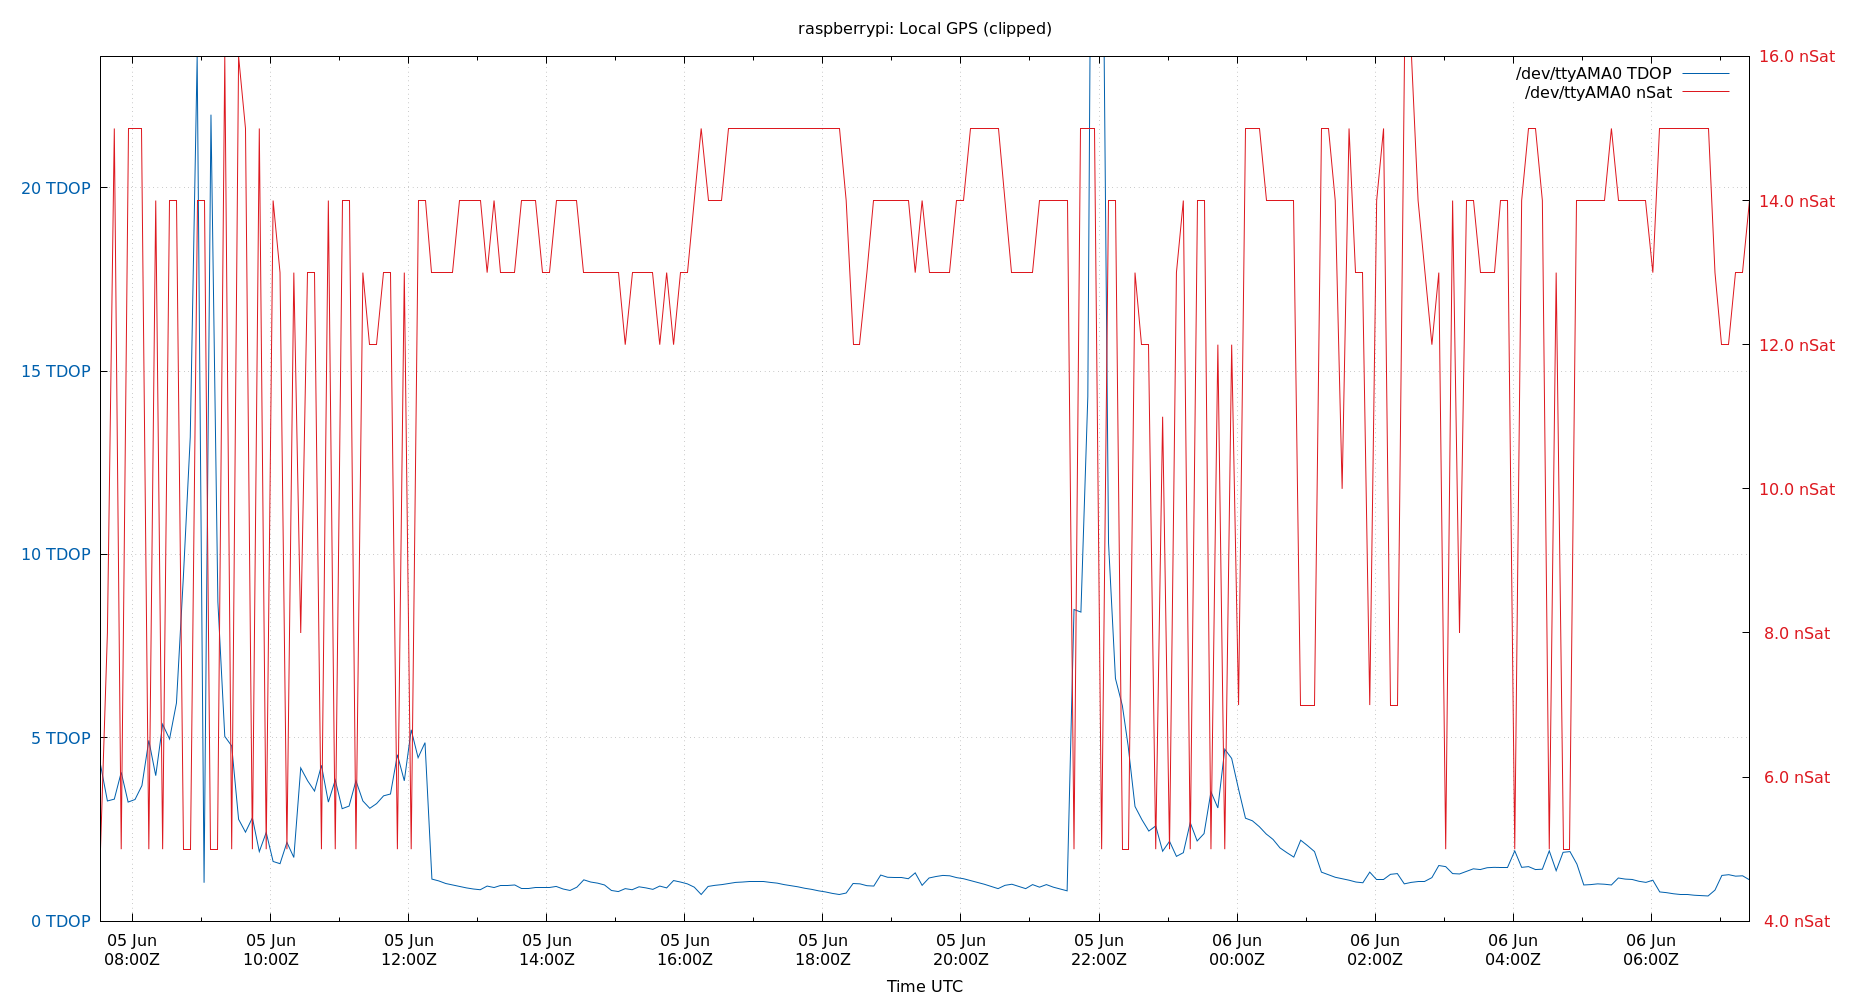 raspberrypi: Local GPS (clipped)
/dev/ttyAMA0 TDOP
/dev/ttyAMA0 nSat
20 TDOP
15 TDOP
10 TDOP
5 TDOP
0 TDOP
16.0 nSat
14.0 nSat
12.0 nSat
10.0 nSat
8.0 nSat
6.0 nSat
4.0 nSat
05 Jun 05 Jun 05 Jun 05 Jun 05 Jun 05 Jun 05 Jun 05 Jun 06 Jun 06 Jun 06 Jun 06 Jun
08:00Z 10:00Z 12:00Z 14:00Z 16:00Z 18:00Z 20:00Z 22:00Z 00:00Z 02:00Z 04:00Z 06:00Z
Time UTC